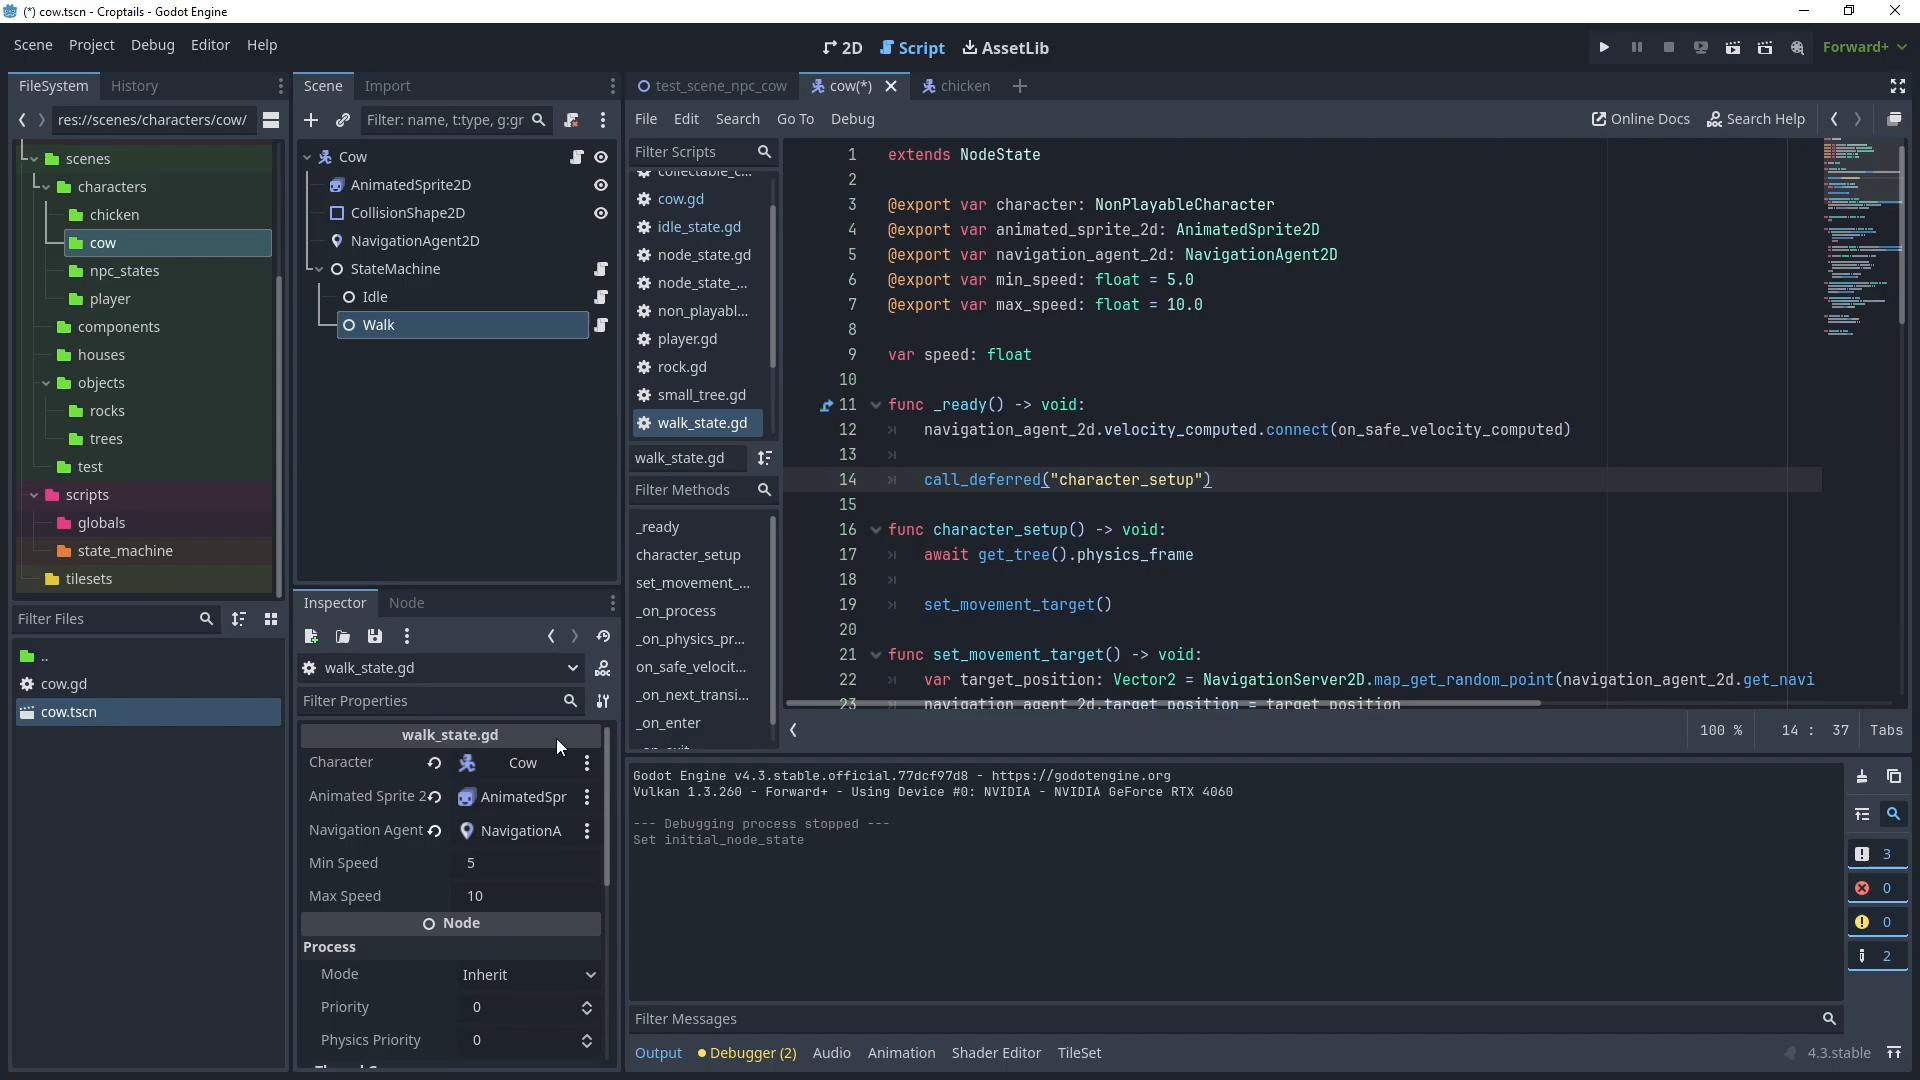 (*) cow.tscn - Croptails - Godot Engine
Scene Project Debug Editor Help
2D Script AssetLib
Forward+
FileSystem History
res://scenes/characters/cow/
scenes
characters
chicken
cow
npc_states
player
components
houses
objects
rocks
trees
test
scripts
globals
state_machine
tilesets
Filter Files
..
cow.gd
cow.tscn
Scene Import
Filter: name, t:type, g:gr
Cow
AnimatedSprite2D
CollisionShape2D
NavigationAgent2D
StateMachine
Idle
Walk
Inspector Node
walk_state.gd
Filter Properties
walk_state.gd
Character Cow
Animated Sprite 2 AnimatedSpr
Navigation Agent NavigationA
Min Speed 5
Max Speed 10
Node
Process
Mode Inherit
Priority 0
Physics Priority 0
test_scene_npc_cow cow(*) chicken
File Edit Search Go To Debug
Online Docs Search Help
Filter Scripts
collectable_c...
cow.gd
idle_state.gd
node_state.gd
node_state_...
non_playabl...
player.gd
rock.gd
small_tree.gd
walk_state.gd
walk_state.gd
Filter Methods
_ready
character_setup
set_movement_...
_on_process
_on_physics_pr...
on_safe_velocit...
_on_next_transi...
_on_enter
_on_exit
1 extends NodeState
2
3 @export var character: NonPlayableCharacter
4 @export var animated_sprite_2d: AnimatedSprite2D
5 @export var navigation_agent_2d: NavigationAgent2D
6 @export var min_speed: float = 5.0
7 @export var max_speed: float = 10.0
8
9 var speed: float
10
11 func _ready() -> void:
12 navigation_agent_2d.velocity_computed.connect(on_safe_velocity_computed)
13
14 call_deferred("character_setup")
15
16 func character_setup() -> void:
17 await get_tree().physics_frame
18
19 set_movement_target()
20
21 func set_movement_target() -> void:
22 var target_position: Vector2 = NavigationServer2D.map_get_random_point(navigation_agent_2d.get_navi
23 navigation_agent_2d.target_position = target_position
100 % 14 : 37 Tabs
Godot Engine v4.3.stable.official.77dcf97d8 - https://godotengine.org
Vulkan 1.3.260 - Forward+ - Using Device #0: NVIDIA - NVIDIA GeForce RTX 4060
--- Debugging process stopped ---
Set initial_node_state
3
0
0
2
Filter Messages
Output Debugger (2) Audio Animation Shader Editor TileSet
4.3.stable